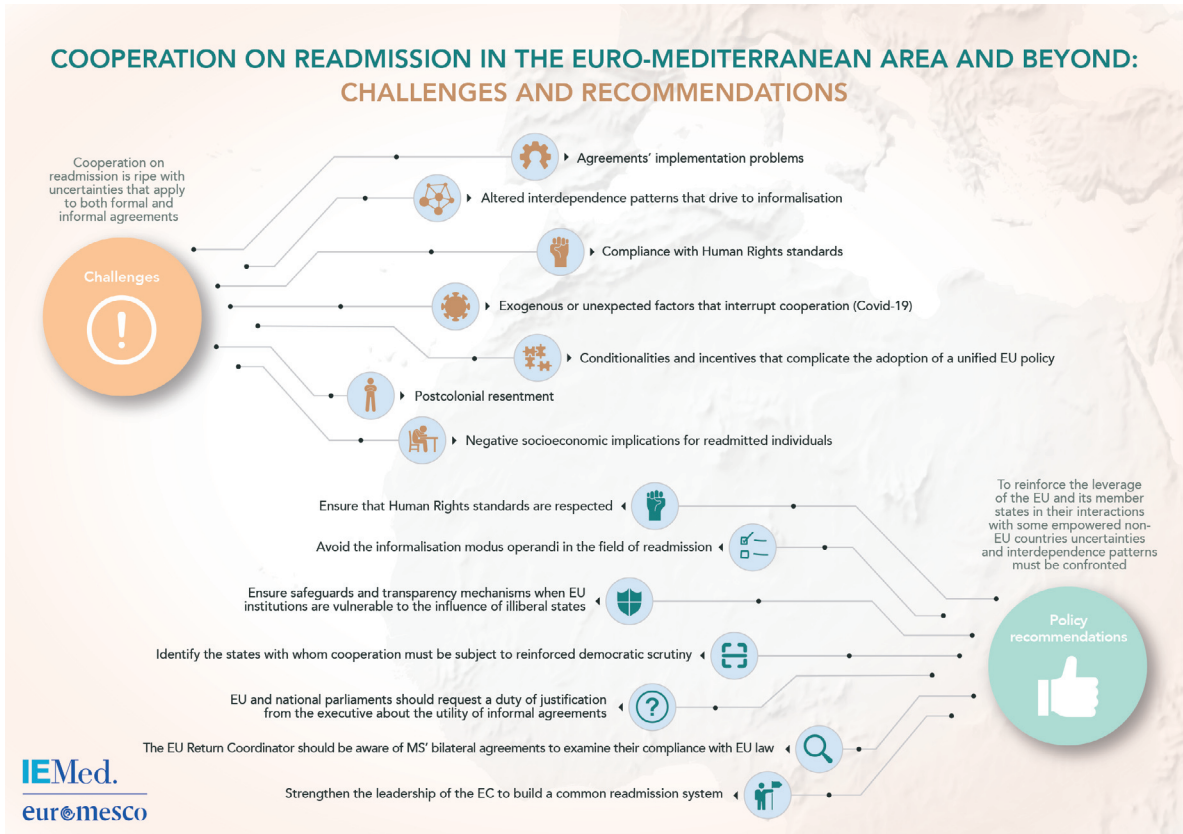 COOPERATION ON READMISSION IN THE EURO-MEDITERRANEAN AREA AND BEYOND:
CHALLENGES AND RECOMMENDATIONS
Cooperation on
readmission is ripe with
uncertainties that apply
to both formal and
informal agreements
Challenges
Agreements' implementation problems
Altered interdependence patterns that drive to informalisation
Compliance with Human Rights standards
Exogenous or unexpected factors that interrupt cooperation (Covid-19)
Conditionalities and incentives that complicate the adoption of a unified EU policy
Postcolonial resentment
Negative socioeconomic implications for readmitted individuals
To reinforce the leverage
of the EU and its member
states in their interactions
with some empowered non-
EU countries uncertainties
and interdependence patterns
must be confronted
Policy
recommendations
Ensure that Human Rights standards are respected
Avoid the informalisation modus operandi in the field of readmission
Ensure safeguards and transparency mechanisms when EU
institutions are vulnerable to the influence of illiberal states
Identify the states with whom cooperation must be subject to reinforced democratic scrutiny
EU and national parliaments should request a duty of justification
from the executive about the utility of informal agreements
The EU Return Coordinator should be aware of MS' bilateral agreements to examine their compliance with EU law
Strengthen the leadership of the EC to build a common readmission system
IEMed.
euromesco